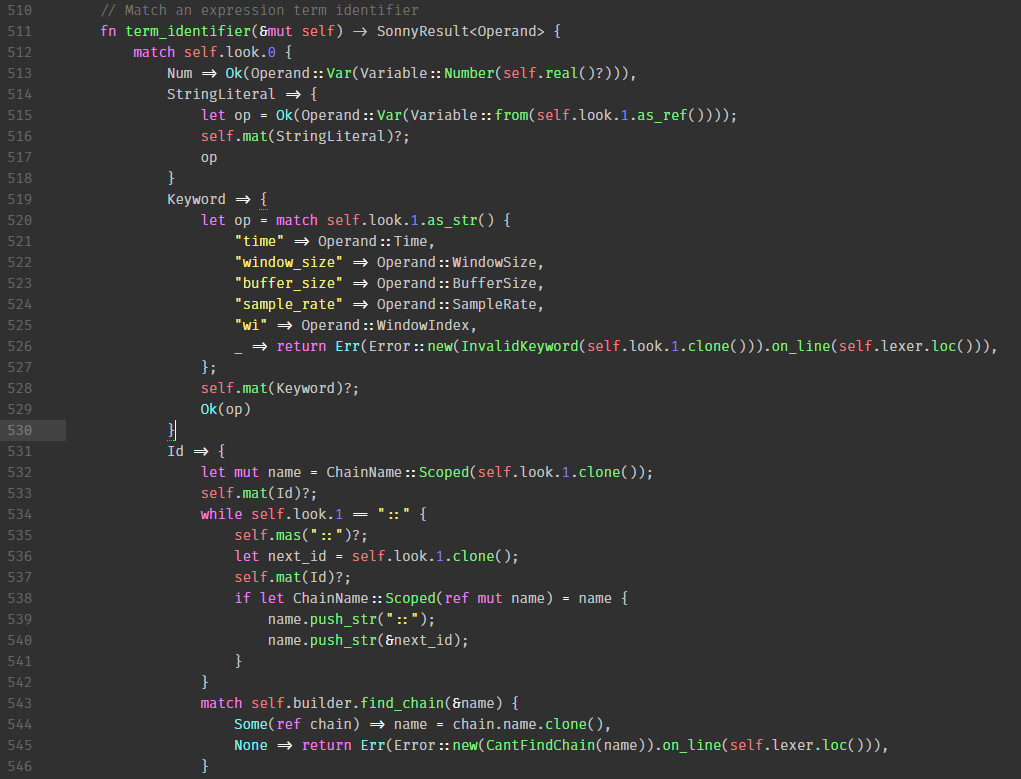 510         // Match an expression term identifier
511         fn term_identifier(&mut self) -> SonnyResult<Operand> {
512             match self.look.0 {
513                 Num => Ok(Operand::Var(Variable::Number(self.real()?))),
514                 StringLiteral => {
515                     let op = Ok(Operand::Var(Variable::from(self.look.1.as_ref())));
516                     self.mat(StringLiteral)?;
517                     op
518                 }
519                 Keyword => {
520                     let op = match self.look.1.as_str() {
521                         "time" => Operand::Time,
522                         "window_size" => Operand::WindowSize,
523                         "buffer_size" => Operand::BufferSize,
524                         "sample_rate" => Operand::SampleRate,
525                         "wi" => Operand::WindowIndex,
526                         _ => return Err(Error::new(InvalidKeyword(self.look.1.clone())).on_line(self.lexer.loc())),
527                     };
528                     self.mat(Keyword)?;
529                     Ok(op)
530                 }
531                 Id => {
532                     let mut name = ChainName::Scoped(self.look.1.clone());
533                     self.mat(Id)?;
534                     while self.look.1 == "::" {
535                         self.mas("::")?;
536                         let next_id = self.look.1.clone();
537                         self.mat(Id)?;
538                         if let ChainName::Scoped(ref mut name) = name {
539                             name.push_str("::");
540                             name.push_str(&next_id);
541                         }
542                     }
543                     match self.builder.find_chain(&name) {
544                         Some(ref chain) => name = chain.name.clone(),
545                         None => return Err(Error::new(CantFindChain(name)).on_line(self.lexer.loc())),
546                     }